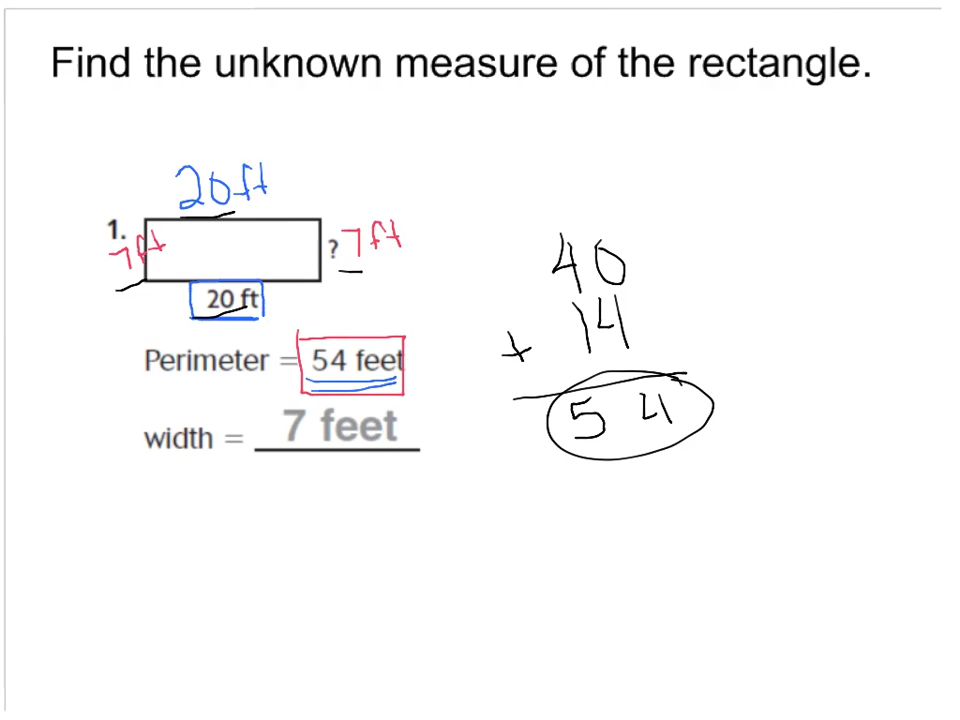 Find the unknown measure of the rectangle.
20ft
1.
7ft
? 7ft
20 ft
Perimeter = 54 feet
width = 7 feet
40
+ 14
54